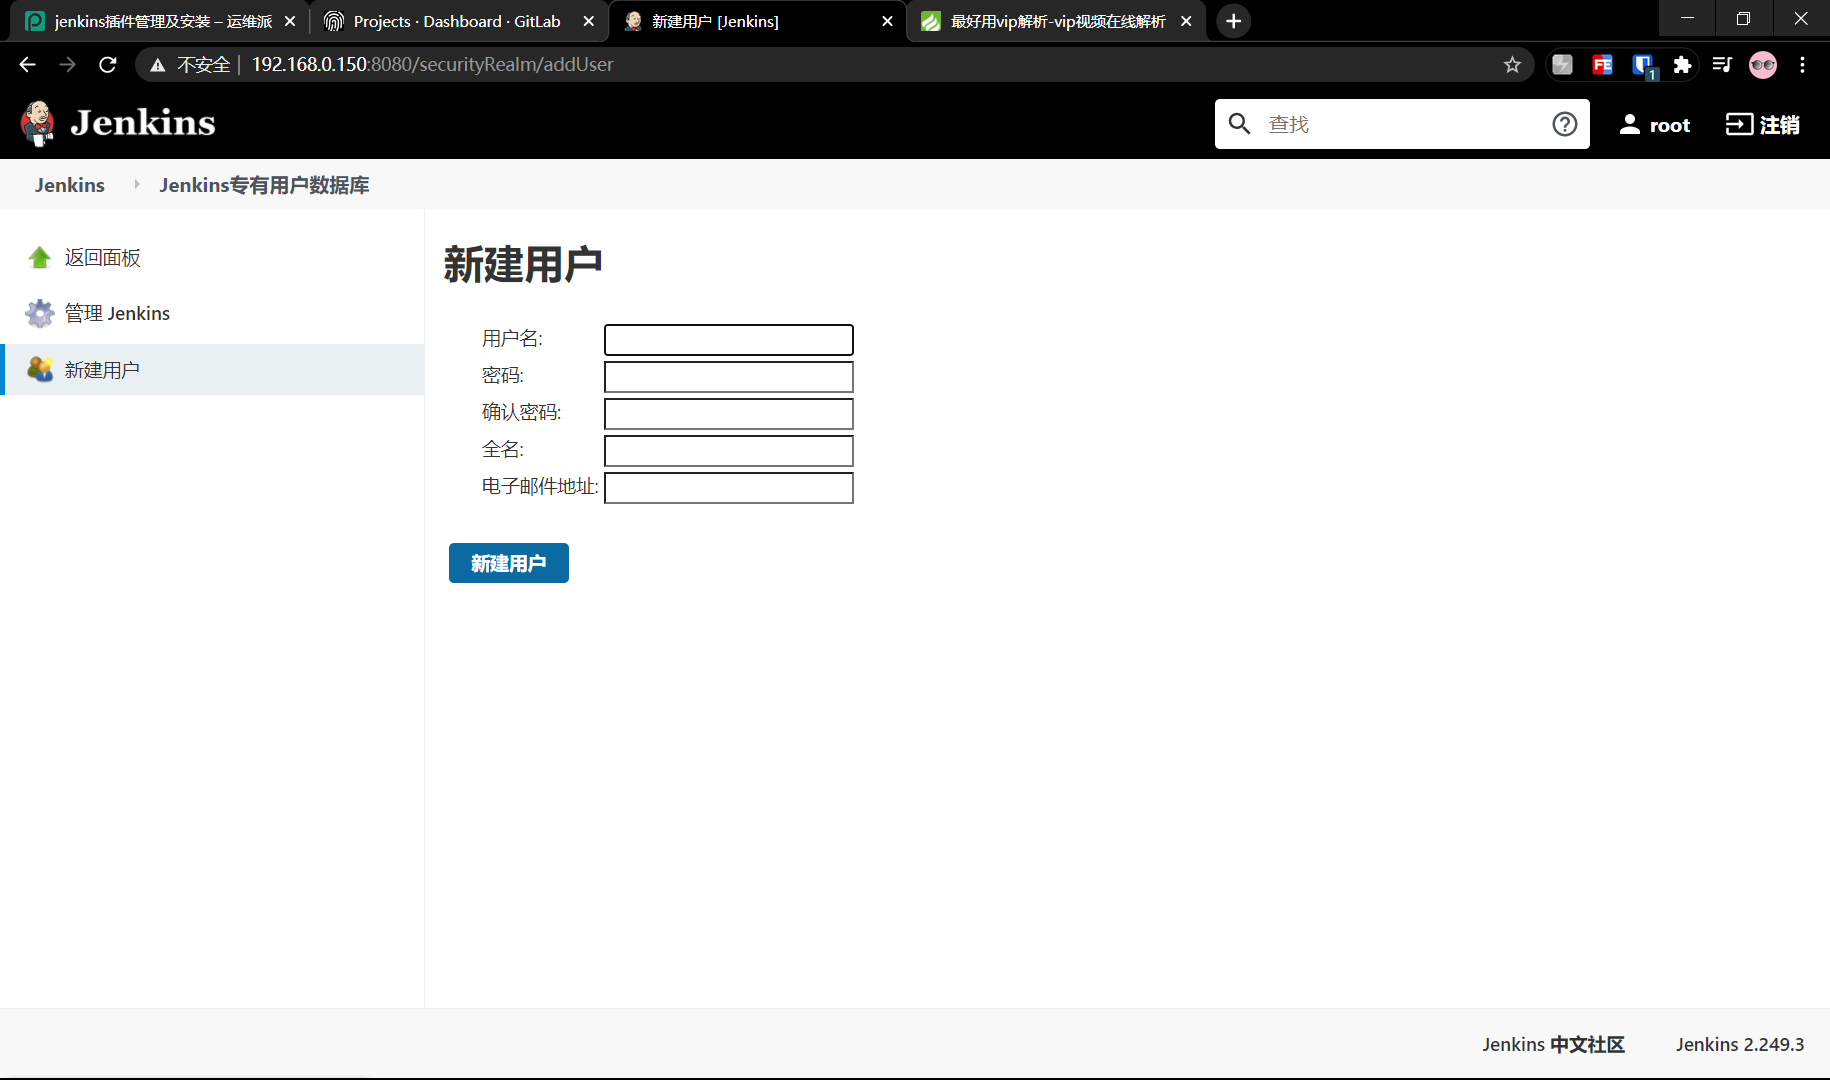 jenkins插件管理及安装 – 运维派
Projects · Dashboard · GitLab
新建用户 [Jenkins]
最好用vip解析-vip视频在线解析
不安全 | 192.168.0.150:8080/securityRealm/addUser
FE
1
Jenkins
查找
root
注销
Jenkins
Jenkins专有用户数据库
返回面板
管理 Jenkins
新建用户
新建用户
用户名:
密码:
确认密码:
全名:
电子邮件地址:
新建用户
Jenkins 中文社区
Jenkins 2.249.3